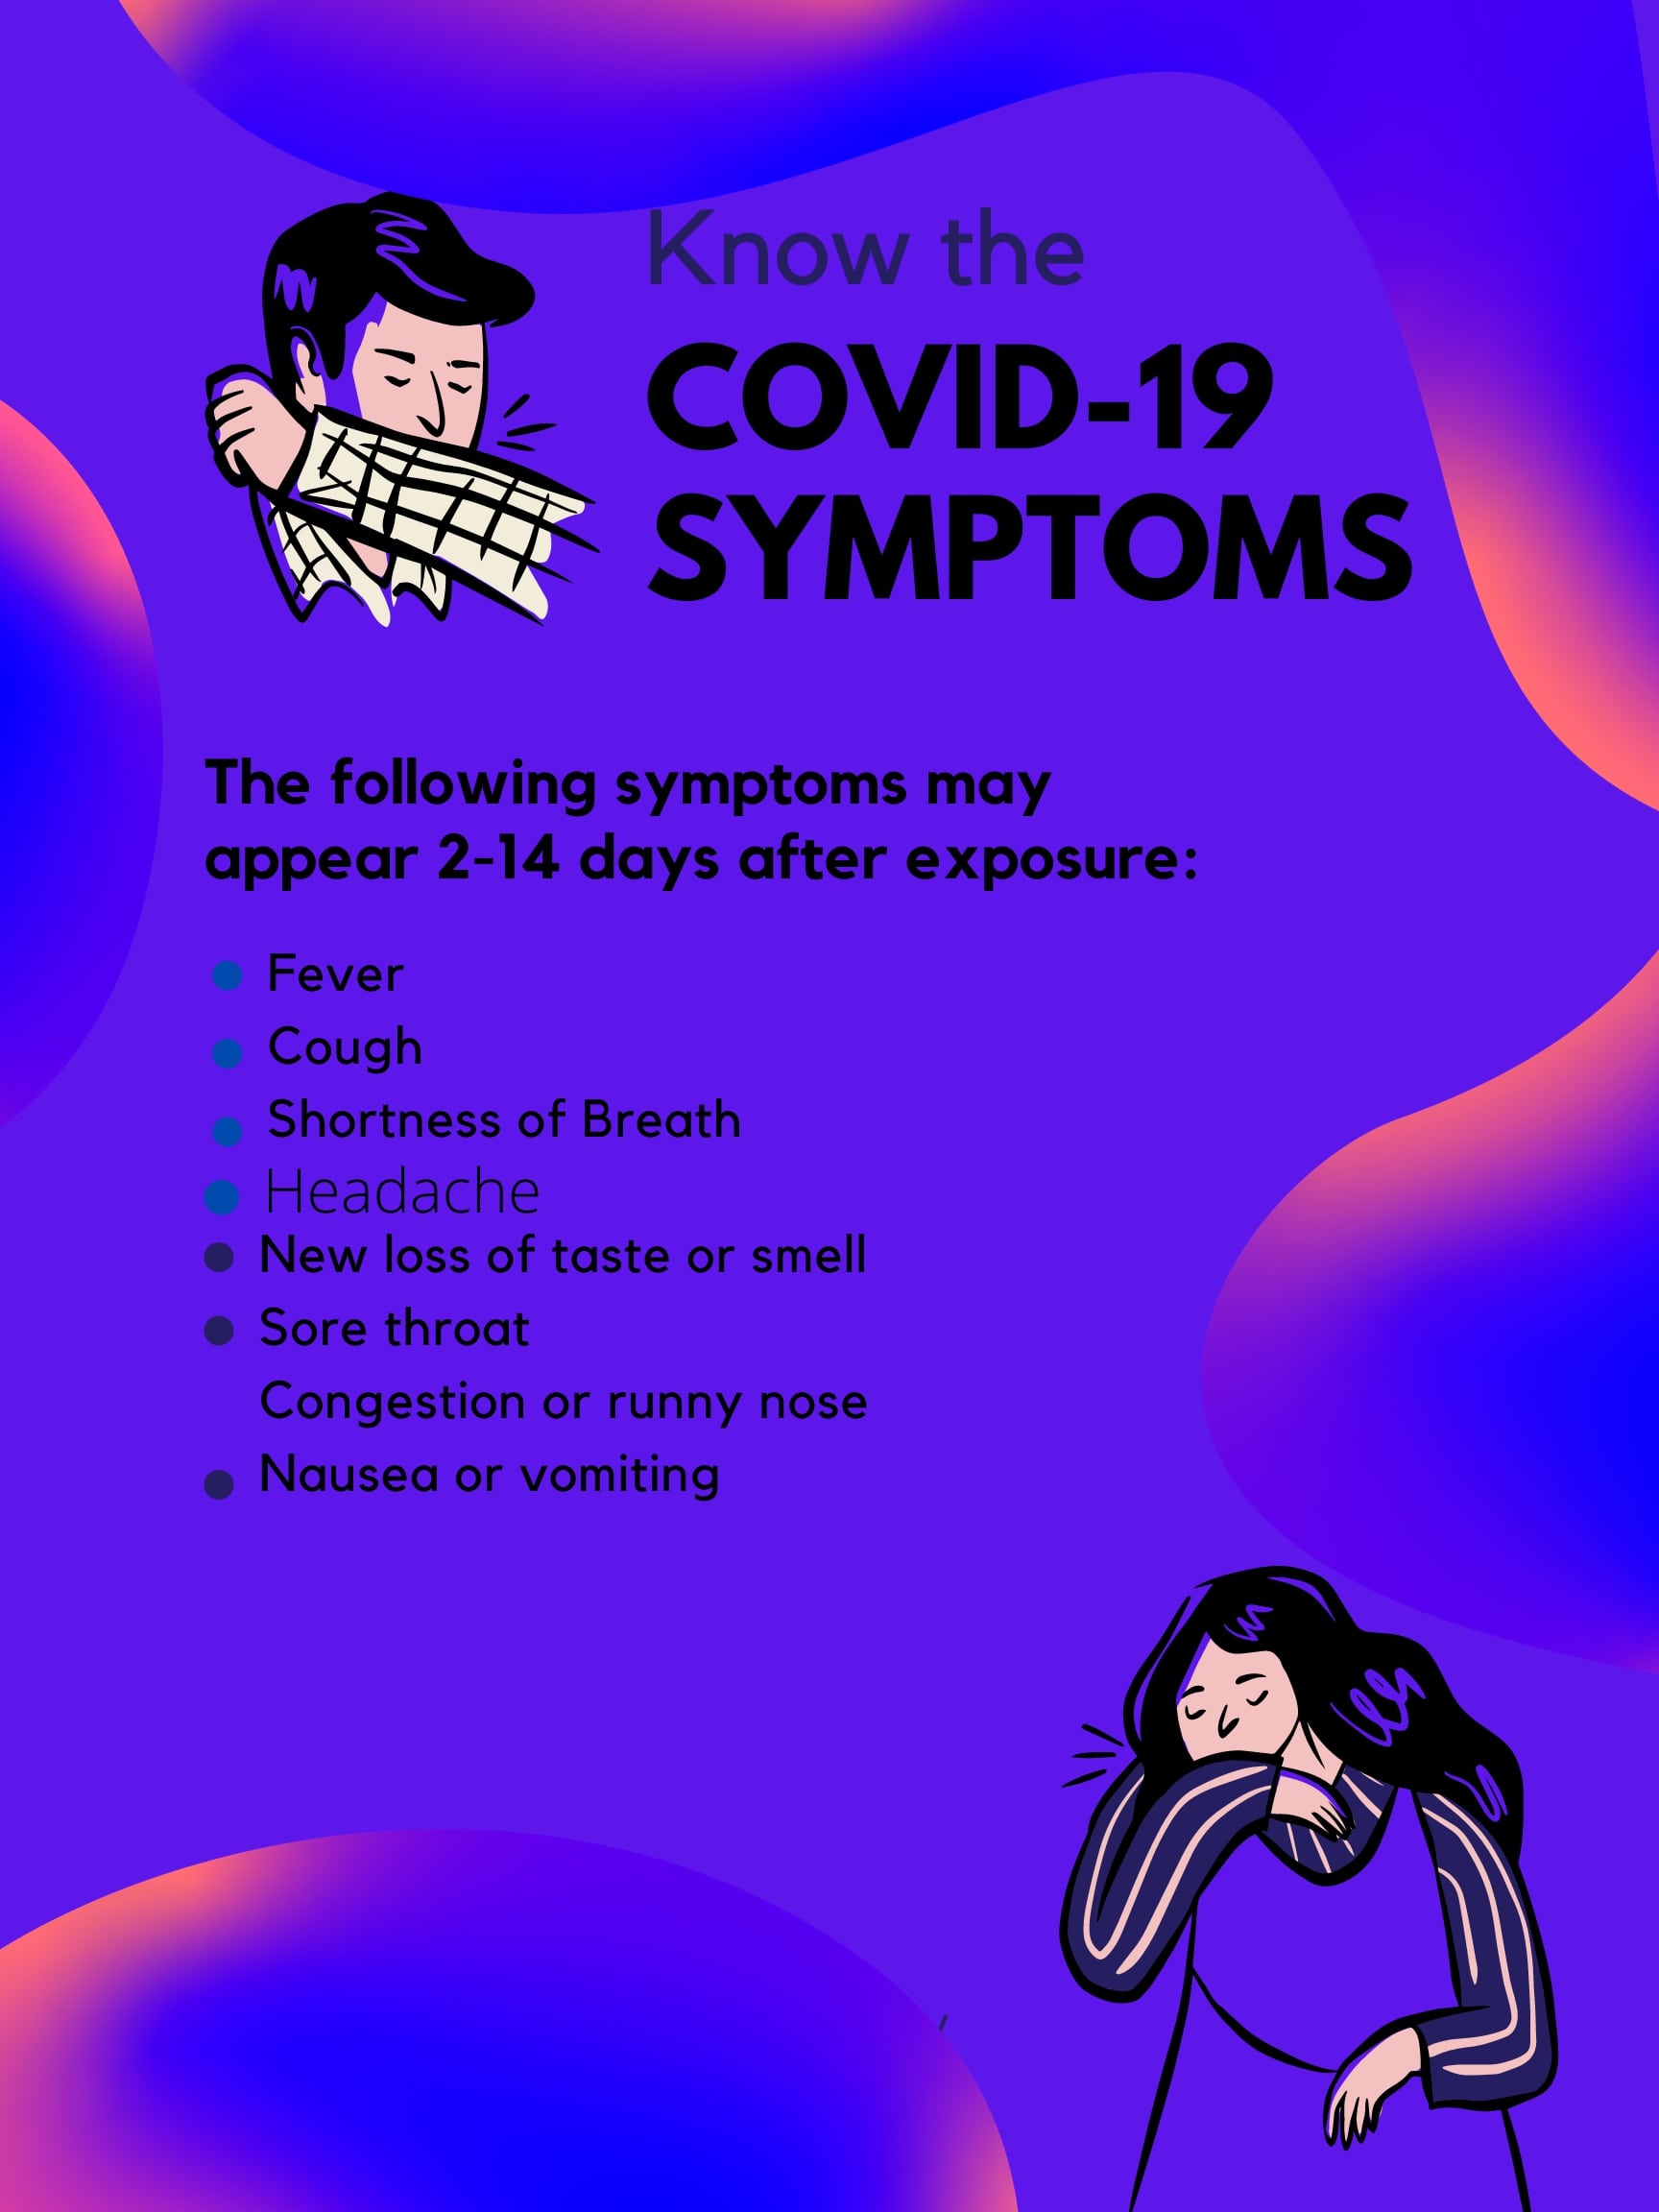 Know the
COVID-19
SYMPTOMS
The following symptoms may
appear 2-14 days after exposure:
Fever
Cough
Shortness of Breath
Headache
New loss of taste or smell
Sore throat
Congestion or runny nose
Nausea or vomiting